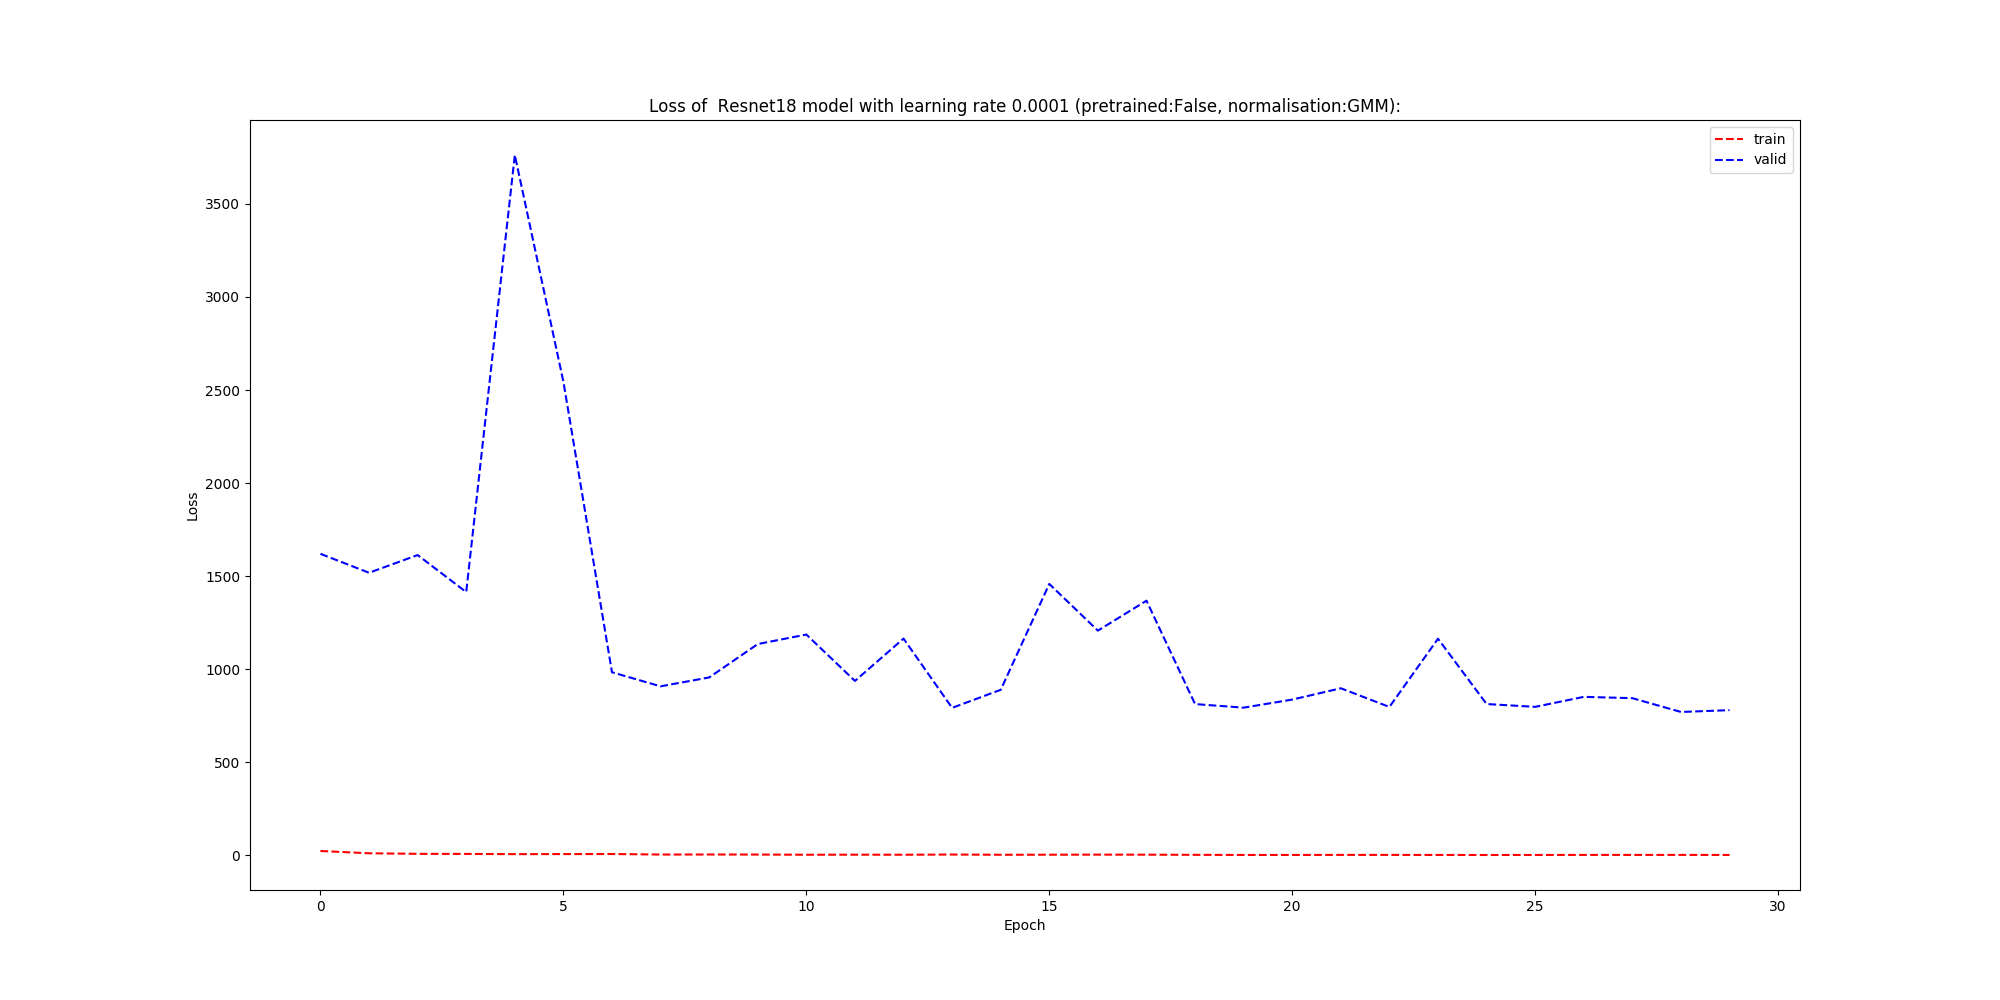 Loss of  Resnet18 model with learning rate 0.0001 (pretrained:False, normalisation:GMM):
train
valid
3500
3000
2500
2000
1500
1000
500
0
Loss
0 5 10 15 20 25 30
Epoch